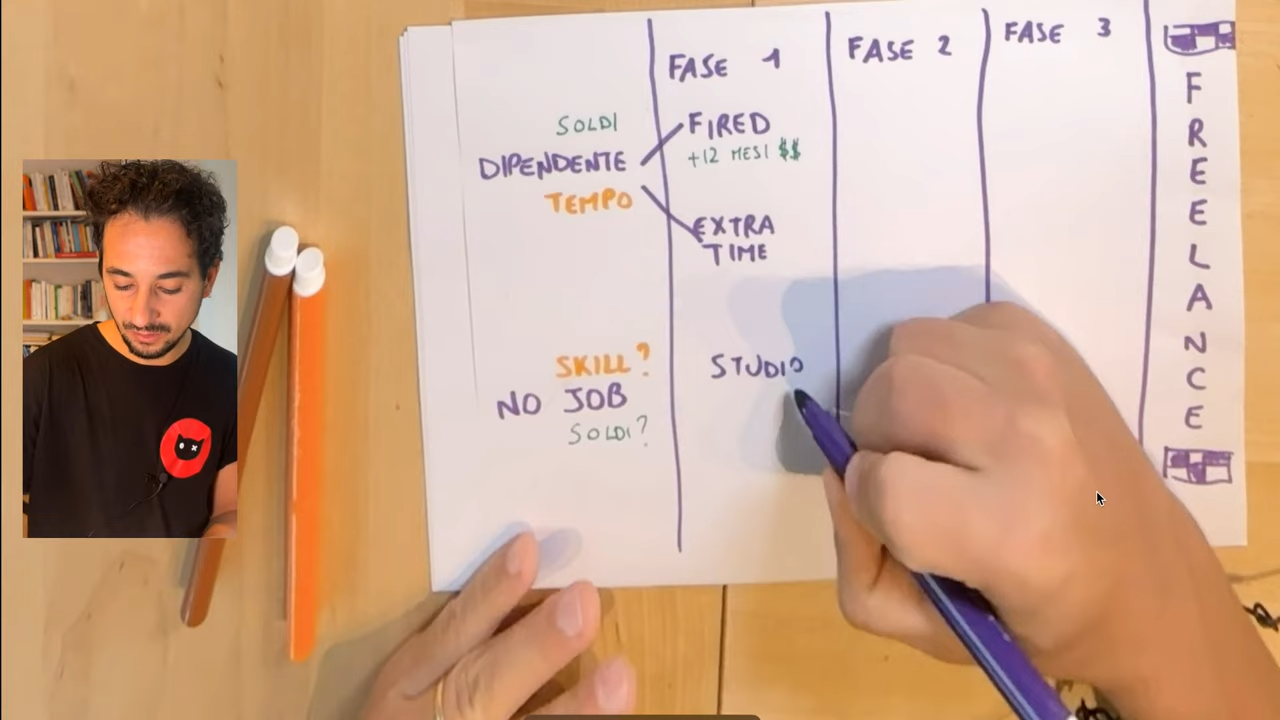 FASE 1
FASE 2
FASE 3
SOLDI
DIPENDENTE
TEMPO
FIRED
+12 MESI $$
EXTRA
TIME
SKILL?
NO JOB
SOLDI?
STUDIO
FREELANCE